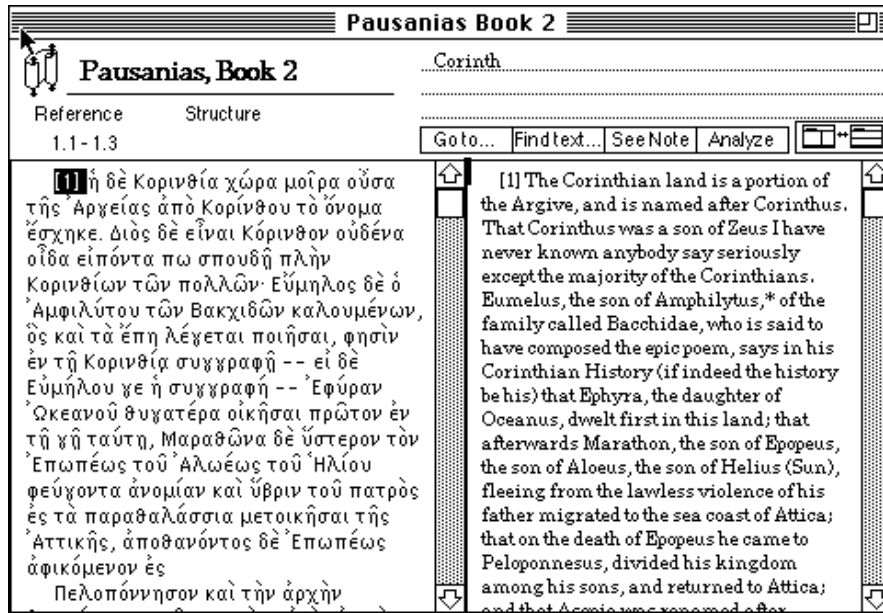 Pausanias Book 2
Pausanias, Book 2
Corinth
Reference Structure
1.1 - 1.3
Go to... Find text... See Note Analyze
[1] ἡ δὲ Κορινθία χώρα μοῖρα οὖσα
τῆς Ἀργείας ἀπὸ Κορίνθου τὸ ὄνομα
ἔσχηκε. Διὸς δὲ εἶναι Κόρινθον οὐδένα
οἶδα εἰπόντα πω σπουδῇ πλὴν
Κορινθίων τῶν πολλῶν· Εὔμηλος δὲ ὁ
Ἀμφιλύτου τῶν Βακχιδῶν καλουμένων,
ὃς καὶ τὰ ἔπη λέγεται ποιῆσαι, φησὶν
ἐν τῇ Κορινθίᾳ συγγραφῇ -- εἰ δὲ
Εὐμήλου γε ἡ συγγραφή -- Ἐφύραν
Ὠκεανοῦ θυγατέρα οἰκῆσαι πρῶτον ἐν
τῇ γῇ ταύτῃ, Μαραθῶνα δὲ ὕστερον τὸν
Ἐπωπέως τοῦ Ἀλωέως τοῦ Ἡλίου
φεύγοντα ἀνομίαν καὶ ὕβριν τοῦ πατρὸς
ἐς τὰ παραθαλάσσια μετοικῆσαι τῆς
Ἀττικῆς, ἀποθανόντος δὲ Ἐπωπέως
ἀφικόμενον ἐς
Πελοπόννησον καὶ τὴν ἀρχὴν
[1] The Corinthian land is a portion of
the Argive, and is named after Corinthus.
That Corinthus was a son of Zeus I have
never known anybody say seriously
except the majority of the Corinthians.
Eumelus, the son of Amphilytus,* of the
family called Bacchidae, who is said to
have composed the epic poem, says in his
Corinthian History (if indeed the history
be his) that Ephyra, the daughter of
Oceanus, dwelt first in this land; that
afterwards Marathon, the son of Epopeus,
the son of Aloeus, the son of Helius (Sun),
fleeing from the lawless violence of his
father migrated to the sea coast of Attica;
that on the death of Epopeus he came to
Peloponnesus, divided his kingdom
among his sons, and returned to Attica;
and that Asopia was renamed after